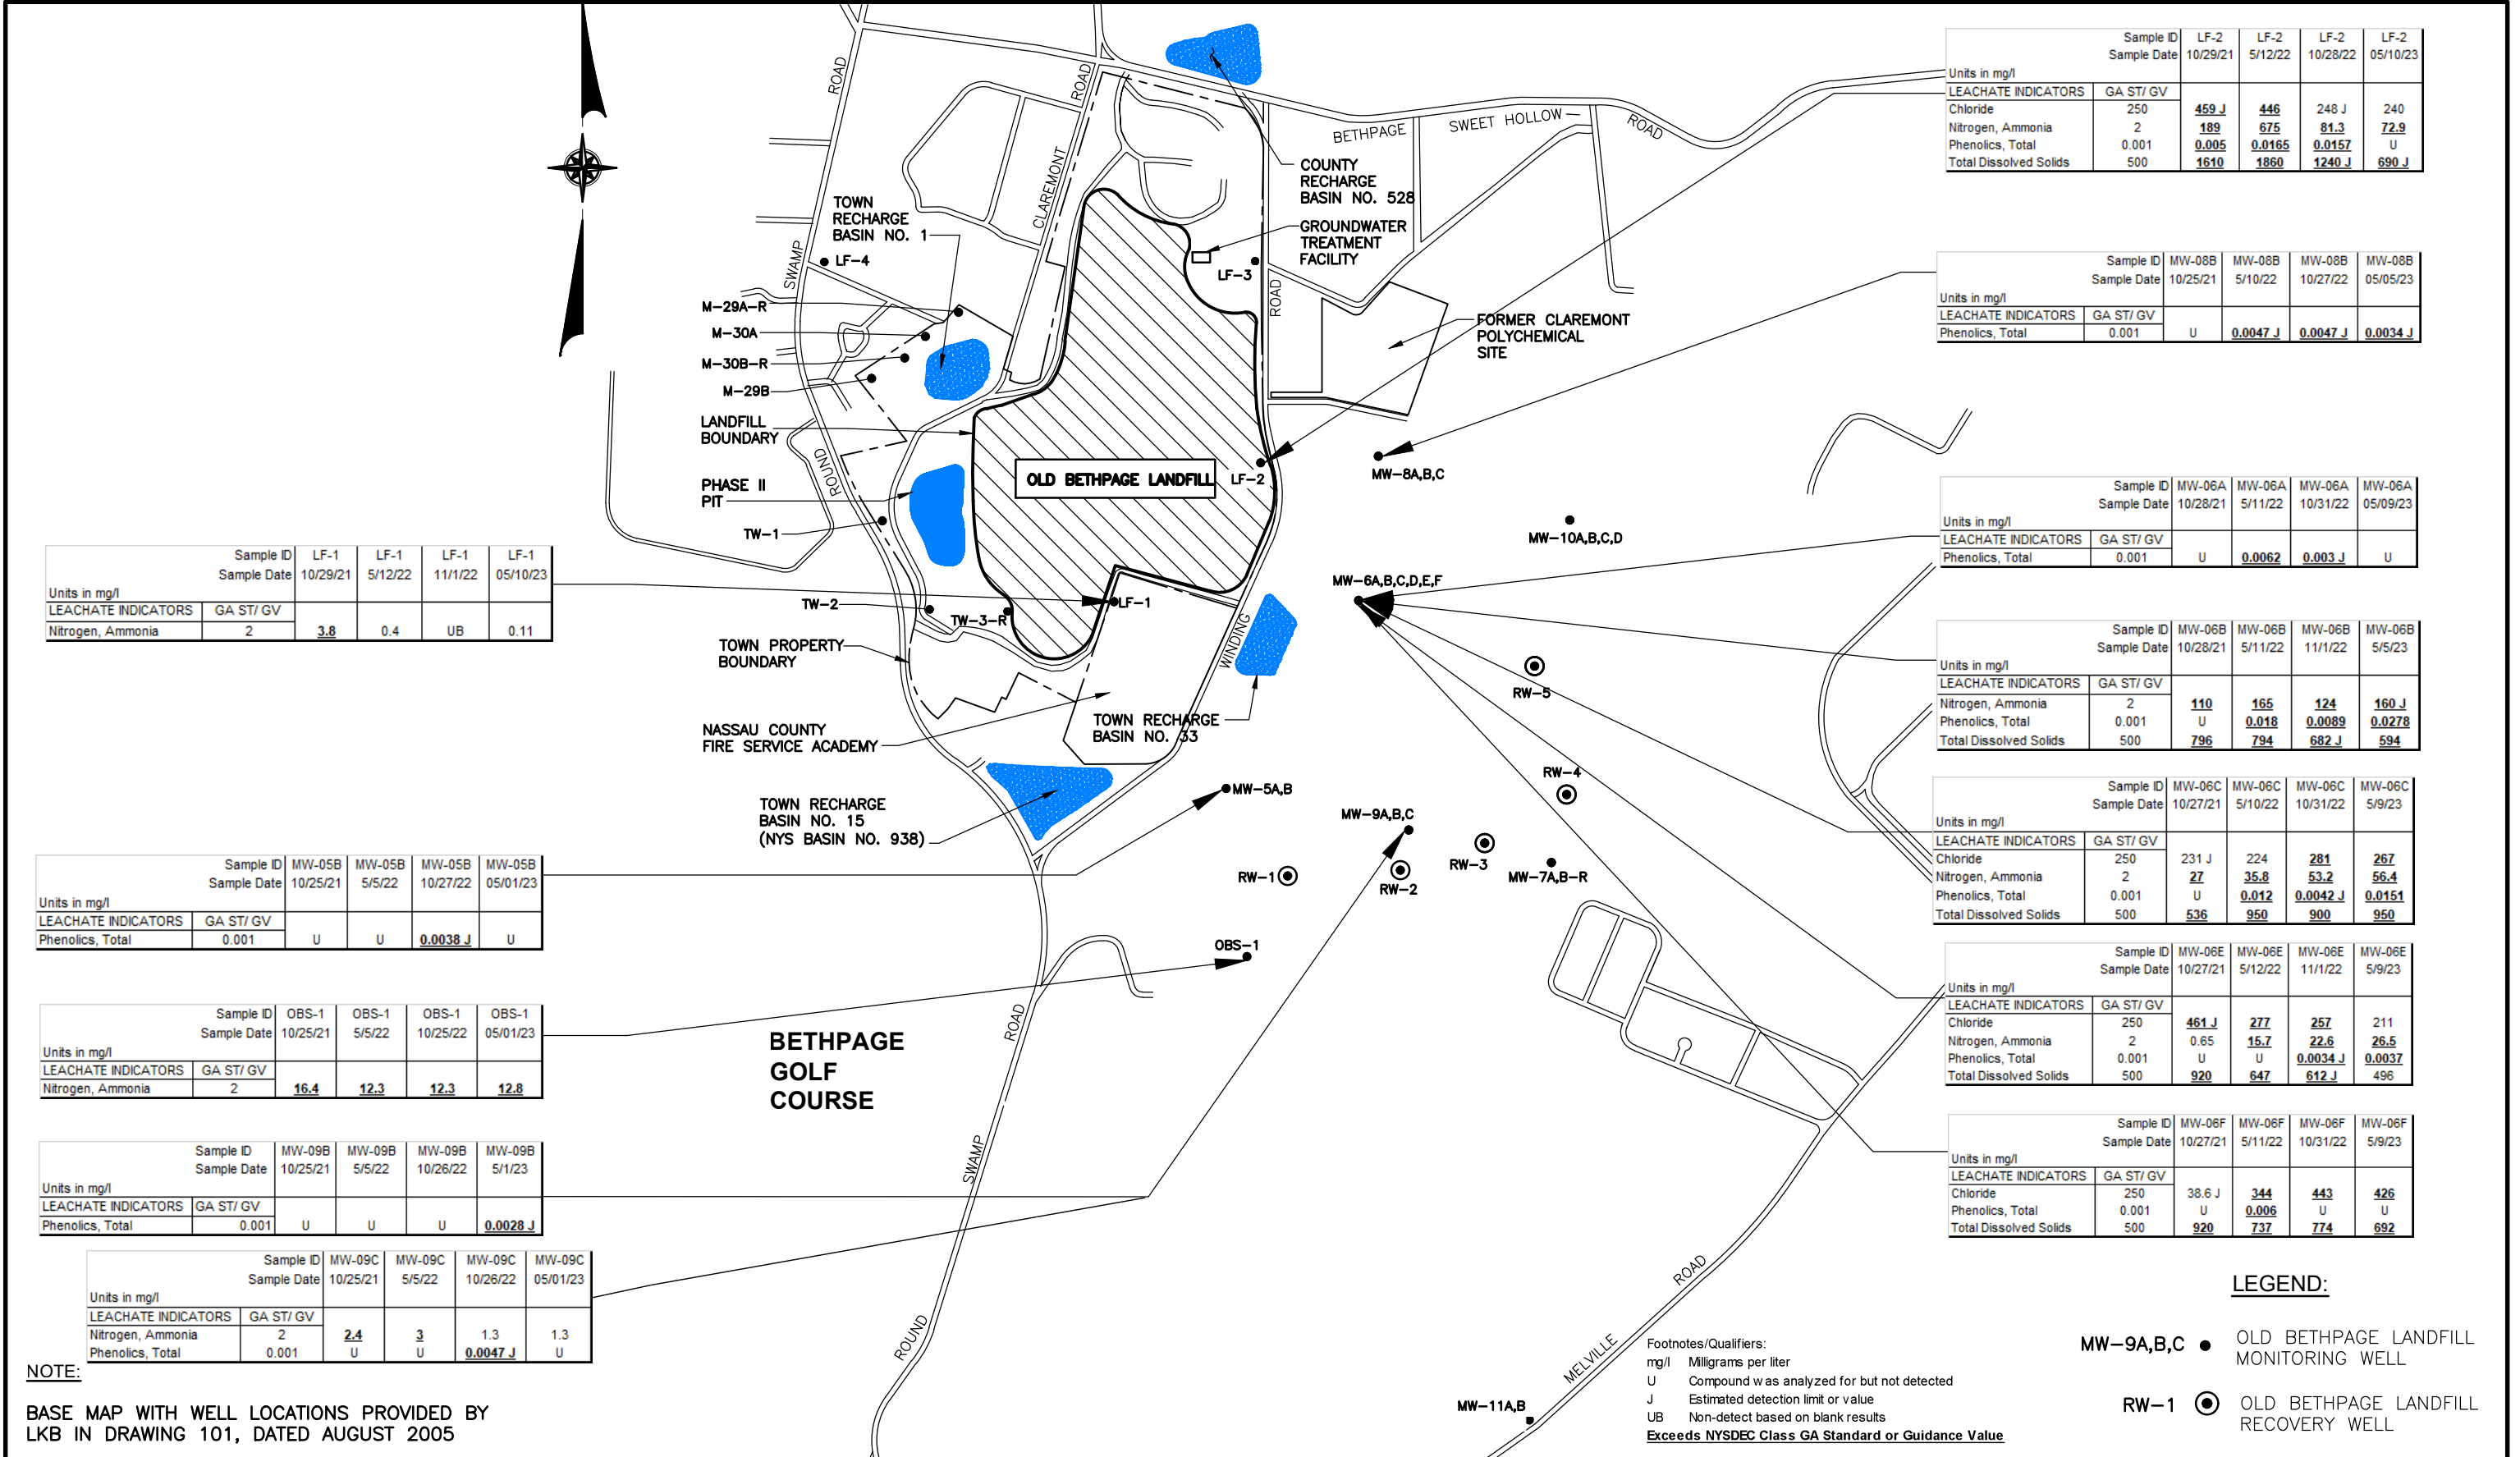 Sample ID LF-2 LF-2 LF-2 LF-2
Sample Date 10/29/21 5/12/22 10/28/22 05/10/23
Units in mg/l
LEACHATE INDICATORS GA ST/ GV
Chloride 250 459 J 446 248 J 240
Nitrogen, Ammonia 2 189 675 81.3 72.9
Phenolics, Total 0.001 0.005 0.0165 0.0157 U
Total Dissolved Solids 500 1610 1860 1240 J 690 J
Sample ID MW-08B MW-08B MW-08B MW-08B
Sample Date 10/25/21 5/10/22 10/27/22 05/05/23
Units in mg/l
LEACHATE INDICATORS GA ST/ GV
Phenolics, Total 0.001 U 0.0047 J 0.0047 J 0.0034 J
Sample ID MW-06A MW-06A MW-06A MW-06A
Sample Date 10/28/21 5/11/22 10/31/22 05/09/23
Units in mg/l
LEACHATE INDICATORS GA ST/ GV
Phenolics, Total 0.001 U 0.0062 0.003 J U
Sample ID MW-06B MW-06B MW-06B MW-06B
Sample Date 10/28/21 5/11/22 11/1/22 5/5/23
Units in mg/l
LEACHATE INDICATORS GA ST/ GV
Nitrogen, Ammonia 2 110 165 124 160 J
Phenolics, Total 0.001 U 0.018 0.0089 0.0278
Total Dissolved Solids 500 796 794 682 J 594
Sample ID MW-06C MW-06C MW-06C MW-06C
Sample Date 10/27/21 5/10/22 10/31/22 5/9/23
Units in mg/l
LEACHATE INDICATORS GA ST/ GV
Chloride 250 231 J 224 281 267
Nitrogen, Ammonia 2 27 35.8 53.2 56.4
Phenolics, Total 0.001 U 0.012 0.0042 J 0.0151
Total Dissolved Solids 500 536 950 900 950
Sample ID MW-06E MW-06E MW-06E MW-06E
Sample Date 10/27/21 5/12/22 11/1/22 5/9/23
Units in mg/l
LEACHATE INDICATORS GA ST/ GV
Chloride 250 461 J 277 257 211
Nitrogen, Ammonia 2 0.65 15.7 22.6 26.5
Phenolics, Total 0.001 U U 0.0034 J 0.0037
Total Dissolved Solids 500 920 647 612 J 496
Sample ID MW-06F MW-06F MW-06F MW-06F
Sample Date 10/27/21 5/11/22 10/31/22 5/9/23
Units in mg/l
LEACHATE INDICATORS GA ST/ GV
Chloride 250 38.6 J 344 443 426
Phenolics, Total 0.001 U 0.006 U U
Total Dissolved Solids 500 920 737 774 692
Sample ID LF-1 LF-1 LF-1 LF-1
Sample Date 10/29/21 5/12/22 11/1/22 05/10/23
Units in mg/l
LEACHATE INDICATORS GA ST/ GV
Nitrogen, Ammonia 2 3.8 0.4 UB 0.11
Sample ID MW-05B MW-05B MW-05B MW-05B
Sample Date 10/25/21 5/5/22 10/27/22 05/01/23
Units in mg/l
LEACHATE INDICATORS GA ST/ GV
Phenolics, Total 0.001 U U 0.0038 J U
Sample ID OBS-1 OBS-1 OBS-1 OBS-1
Sample Date 10/25/21 5/5/22 10/25/22 05/01/23
Units in mg/l
LEACHATE INDICATORS GA ST/ GV
Nitrogen, Ammonia 2 16.4 12.3 12.3 12.8
Sample ID MW-09B MW-09B MW-09B MW-09B
Sample Date 10/25/21 5/5/22 10/26/22 5/1/23
Units in mg/l
LEACHATE INDICATORS GA ST/ GV
Phenolics, Total 0.001 U U U 0.0028 J
Sample ID MW-09C MW-09C MW-09C MW-09C
Sample Date 10/25/21 5/5/22 10/26/22 05/01/23
Units in mg/l
LEACHATE INDICATORS GA ST/ GV
Nitrogen, Ammonia 2 2.4 3 1.3 1.3
Phenolics, Total 0.001 U U 0.0047 J U
ROAD
ROAD
BETHPAGE
SWEET HOLLOW
ROAD
CLAREMONT
SWAMP
ROAD
ROUND
WINDING
COUNTY
RECHARGE
BASIN NO. 528
GROUNDWATER
TREATMENT
FACILITY
TOWN
RECHARGE
BASIN NO. 1
LF-4
LF-3
M-29A-R
M-30A
M-30B-R
M-29B
FORMER CLAREMONT
POLYCHEMICAL
SITE
LANDFILL
BOUNDARY
OLD BETHPAGE LANDFILL
LF-2
MW-8A,B,C
PHASE II
PIT
TW-1
MW-10A,B,C,D
MW-6A,B,C,D,E,F
TW-2
TW-3-R
LF-1
TOWN PROPERTY
BOUNDARY
RW-5
NASSAU COUNTY
FIRE SERVICE ACADEMY
TOWN RECHARGE
BASIN NO. 33
RW-4
MW-5A,B
TOWN RECHARGE
BASIN NO. 15
(NYS BASIN NO. 938)
MW-9A,B,C
RW-3
MW-7A,B-R
RW-1
RW-2
OBS-1
BETHPAGE
GOLF
COURSE
ROAD
SWAMP
ROUND
ROAD
MELVILLE
MW-11A,B
NOTE:
BASE MAP WITH WELL LOCATIONS PROVIDED BY
LKB IN DRAWING 101, DATED AUGUST 2005
Footnotes/Qualifiers:
mg/l Milligrams per liter
U Compound was analyzed for but not detected
J Estimated detection limit or value
UB Non-detect based on blank results
Exceeds NYSDEC Class GA Standard or Guidance Value
LEGEND:
MW-9A,B,C OLD BETHPAGE LANDFILL
MONITORING WELL
RW-1 OLD BETHPAGE LANDFILL
RECOVERY WELL